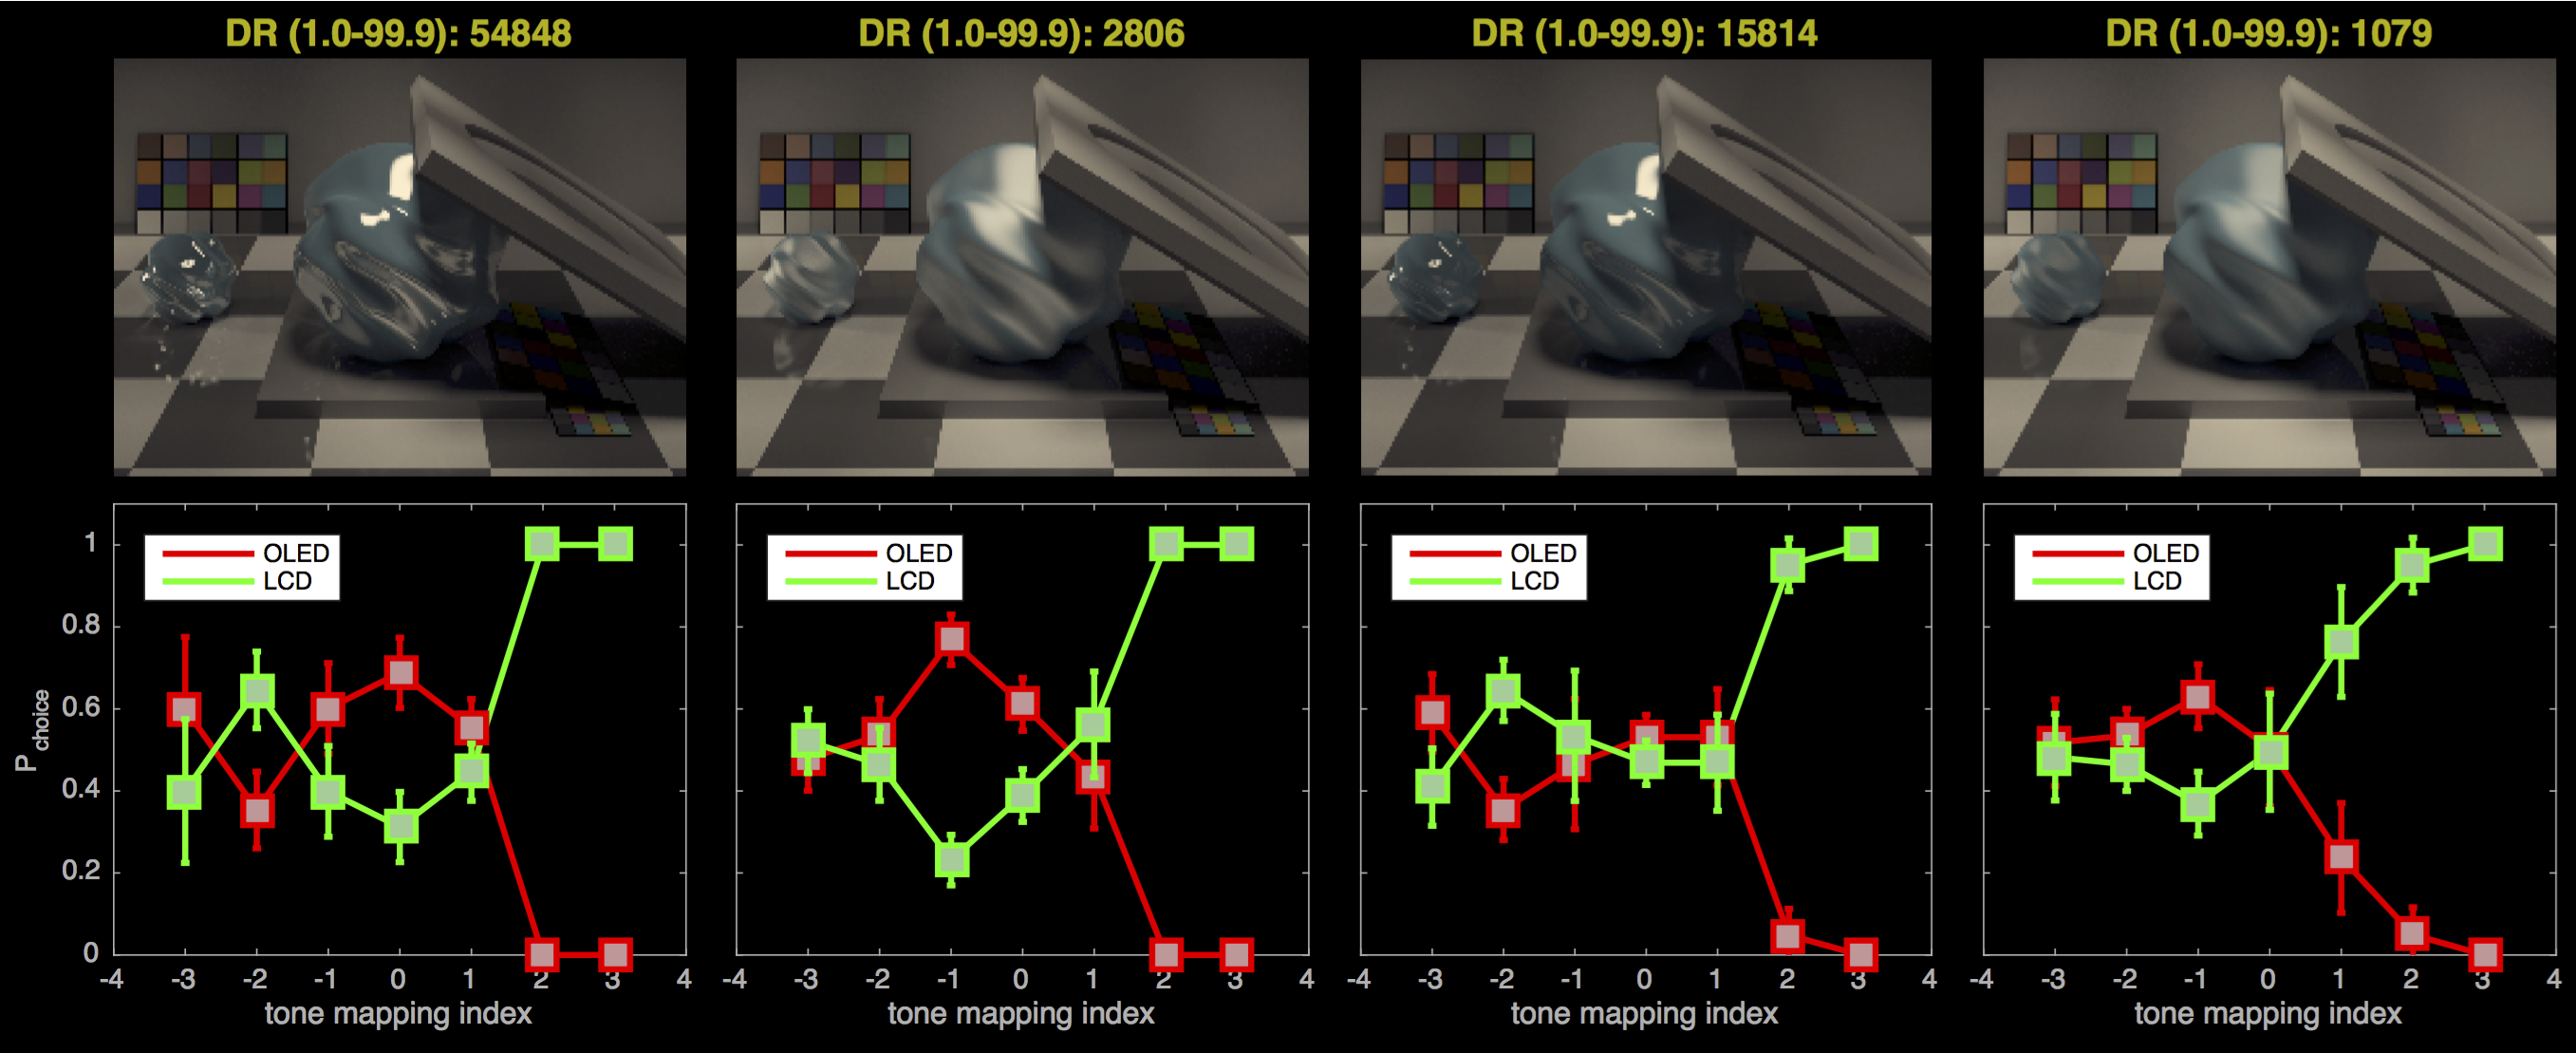 DR (1.0-99.9): 54848
DR (1.0-99.9): 2806
DR (1.0-99.9): 15814
DR (1.0-99.9): 1079
OLED
LCD
OLED
LCD
OLED
LCD
OLED
LCD
1
0.8
0.6
0.4
0.2
0
P choice
-4 -3 -2 -1 0 1 2 3 4
-4 -3 -2 -1 0 1 2 3 4
-4 -3 -2 -1 0 1 2 3 4
-4 -3 -2 -1 0 1 2 3 4
tone mapping index
tone mapping index
tone mapping index
tone mapping index